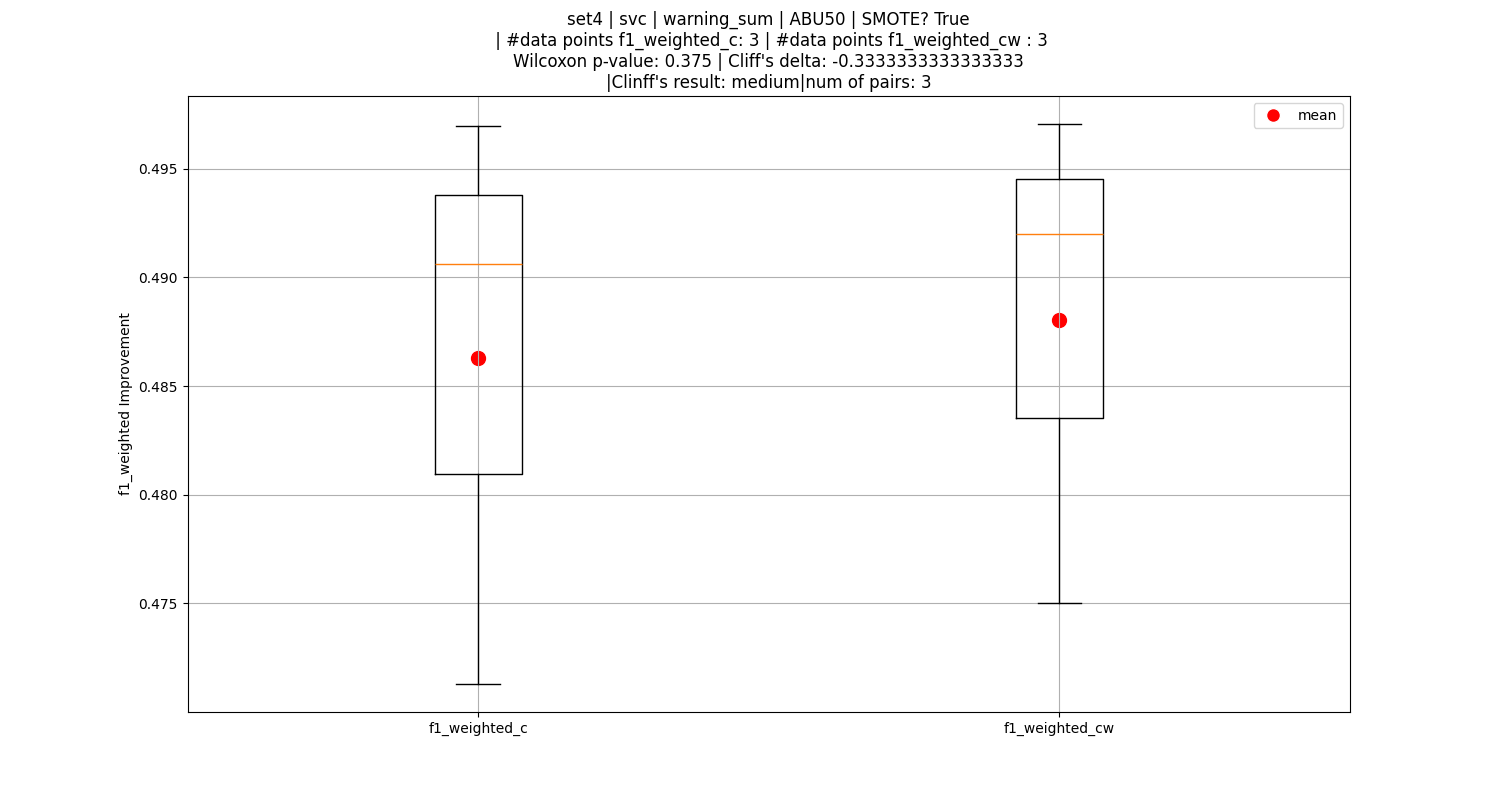 set4 | svc | warning_sum | ABU50 | SMOTE? True
| #data points f1_weighted_c: 3 | #data points f1_weighted_cw : 3
Wilcoxon p-value: 0.375 | Cliff's delta: -0.3333333333333333
|Clinff's result: medium|num of pairs: 3
mean
0.495
0.490
0.485
0.480
0.475
f1_weighted Improvement
f1_weighted_c
f1_weighted_cw